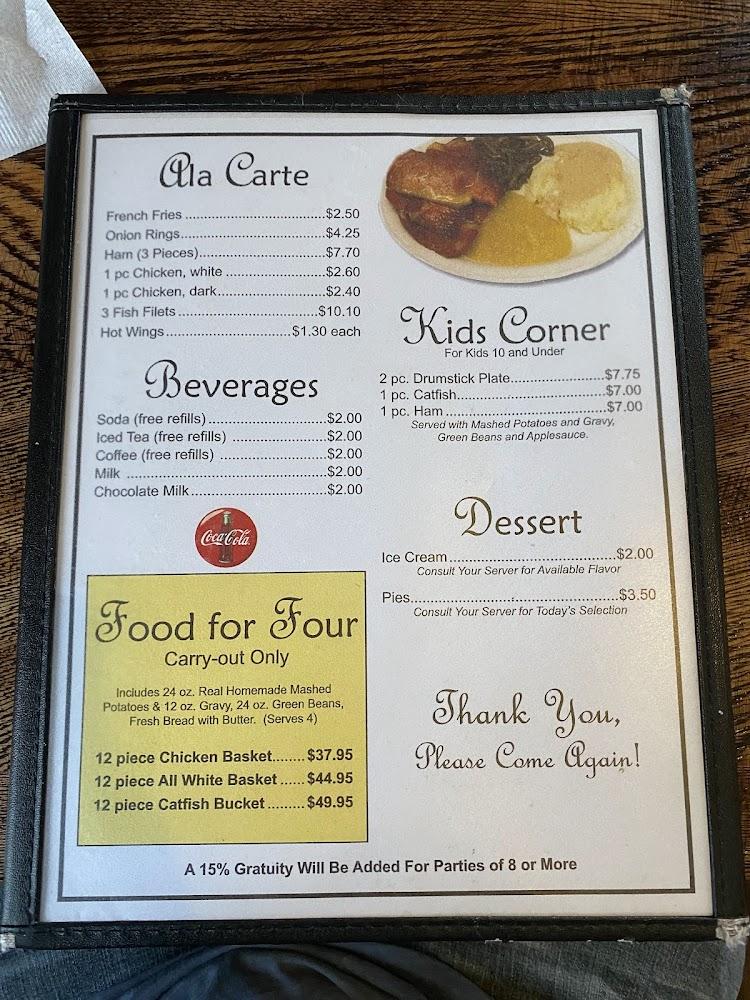 Ala Carte
French Fries ..............................$2.50
Onion Rings..............................$4.25
Ham (3 Pieces)..........................$7.70
1 pc Chicken, white ....................$2.60
1 pc Chicken, dark......................$2.40
3 Fish Filets..............................$10.10
Hot Wings..........................$1.30 each
Beverages
Soda (free refills) .........................$2.00
Iced Tea (free refills) .....................$2.00
Coffee (free refills) .......................$2.00
Milk .........................................$2.00
Chocolate Milk............................$2.00
Coca-Cola
Food for Four
Carry-out Only
Includes 24 oz. Real Homemade Mashed
Potatoes & 12 oz. Gravy, 24 oz. Green Beans,
Fresh Bread with Butter. (Serves 4)
12 piece Chicken Basket........$37.95
12 piece All White Basket ......$44.95
12 piece Catfish Bucket .........$49.95
Kids Corner
For Kids 10 and Under
2 pc. Drumstick Plate....................$7.75
1 pc. Catfish................................$7.00
1 pc. Ham ..................................$7.00
Served with Mashed Potatoes and Gravy,
Green Beans and Applesauce.
Dessert
Ice Cream ..................................$2.00
Consult Your Server for Available Flavor
Pies..........................................$3.50
Consult Your Server for Today's Selection
Thank You,
Please Come Again!
A 15% Gratuity Will Be Added For Parties of 8 or More